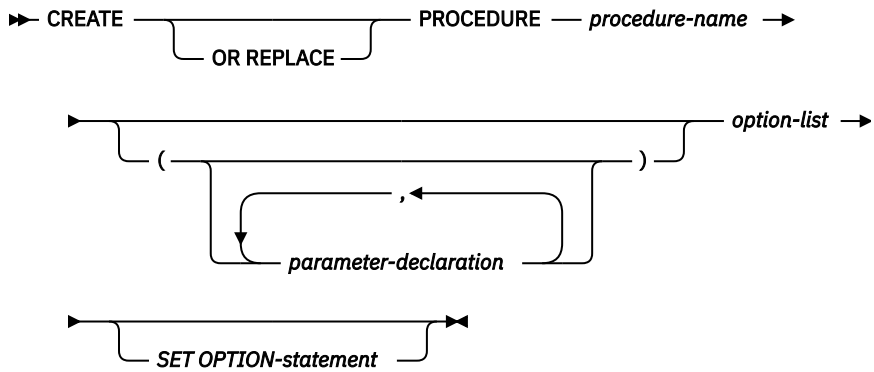 CREATE PROCEDURE procedure-name
OR REPLACE
option-list
( )
,
parameter-declaration
SET OPTION-statement